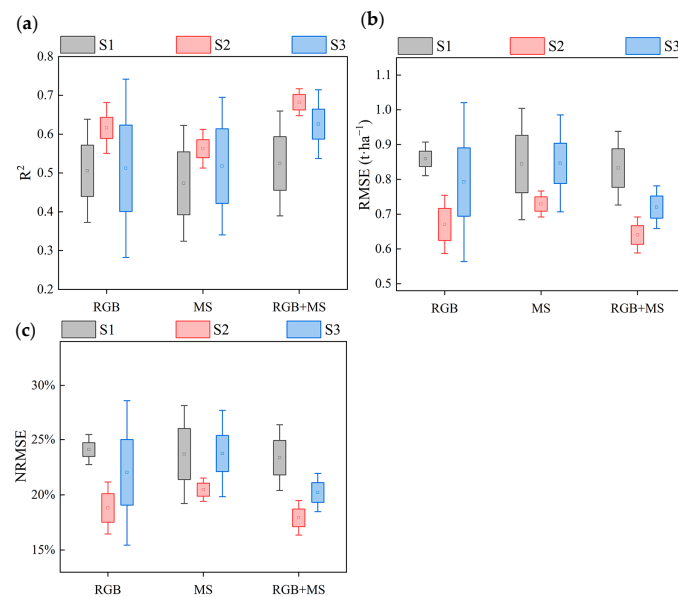 (a)
S1 S2 S3
0.8
0.7
0.6
0.5
0.4
0.3
0.2
R²
RGB MS RGB+MS
(b)
S1 S2 S3
1.1
1.0
0.9
0.8
0.7
0.6
0.5
RMSE (t·ha⁻¹)
RGB MS RGB+MS
(c)
S1 S2 S3
30%
25%
20%
15%
NRMSE
RGB MS RGB+MS